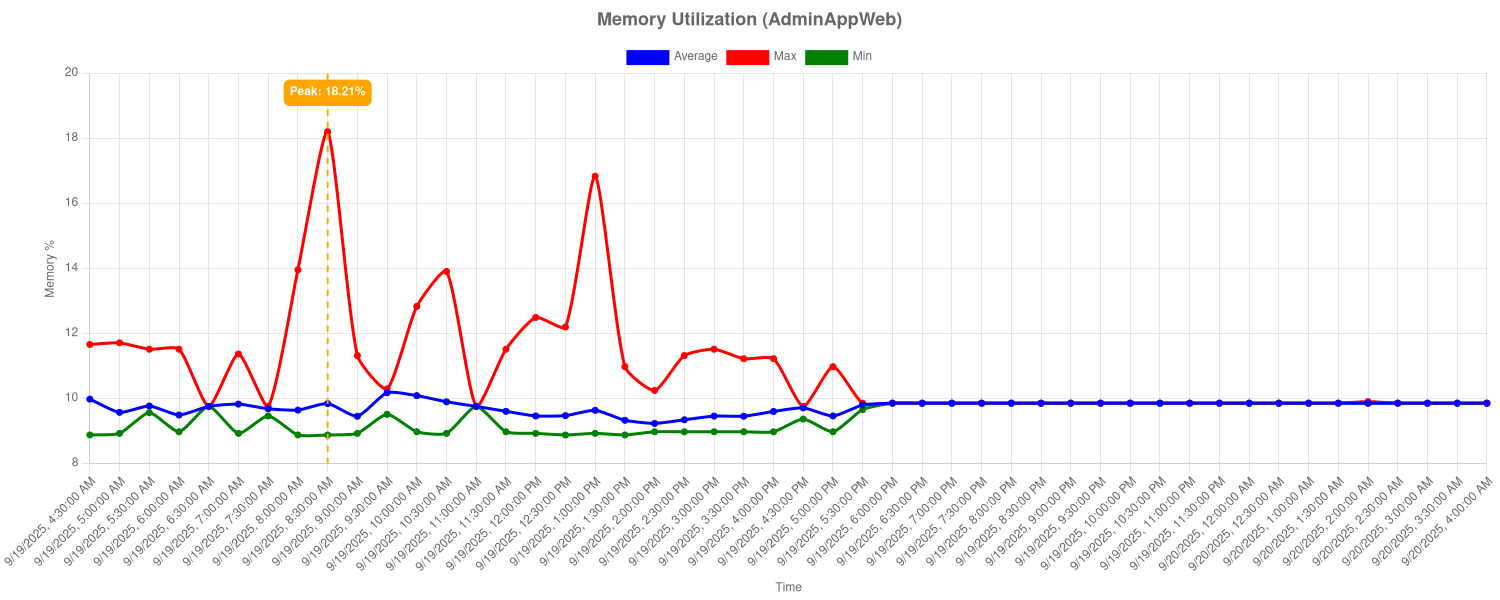 Memory Utilization (AdminAppWeb)
Average Max Min
20
Peak: 18.21%
18
16
14
12
10
8
Memory %
9/19/2025, 4:30:00 AM
9/19/2025, 5:00:00 AM
9/19/2025, 5:30:00 AM
9/19/2025, 6:00:00 AM
9/19/2025, 6:30:00 AM
9/19/2025, 7:00:00 AM
9/19/2025, 7:30:00 AM
9/19/2025, 8:00:00 AM
9/19/2025, 8:30:00 AM
9/19/2025, 9:00:00 AM
9/19/2025, 9:30:00 AM
9/19/2025, 10:00:00 AM
9/19/2025, 10:30:00 AM
9/19/2025, 11:00:00 AM
9/19/2025, 11:30:00 AM
9/19/2025, 12:00:00 PM
9/19/2025, 12:30:00 PM
9/19/2025, 1:00:00 PM
9/19/2025, 1:30:00 PM
9/19/2025, 2:00:00 PM
9/19/2025, 2:30:00 PM
9/19/2025, 3:00:00 PM
9/19/2025, 3:30:00 PM
9/19/2025, 4:00:00 PM
9/19/2025, 4:30:00 PM
9/19/2025, 5:00:00 PM
9/19/2025, 5:30:00 PM
9/19/2025, 6:00:00 PM
9/19/2025, 6:30:00 PM
9/19/2025, 7:00:00 PM
9/19/2025, 7:30:00 PM
9/19/2025, 8:00:00 PM
9/19/2025, 8:30:00 PM
9/19/2025, 9:00:00 PM
9/19/2025, 9:30:00 PM
9/19/2025, 10:00:00 PM
9/19/2025, 10:30:00 PM
9/19/2025, 11:00:00 PM
9/19/2025, 11:30:00 PM
9/20/2025, 12:00:00 AM
9/20/2025, 12:30:00 AM
9/20/2025, 1:00:00 AM
9/20/2025, 1:30:00 AM
9/20/2025, 2:00:00 AM
9/20/2025, 2:30:00 AM
9/20/2025, 3:00:00 AM
9/20/2025, 3:30:00 AM
9/20/2025, 4:00:00 AM
Time